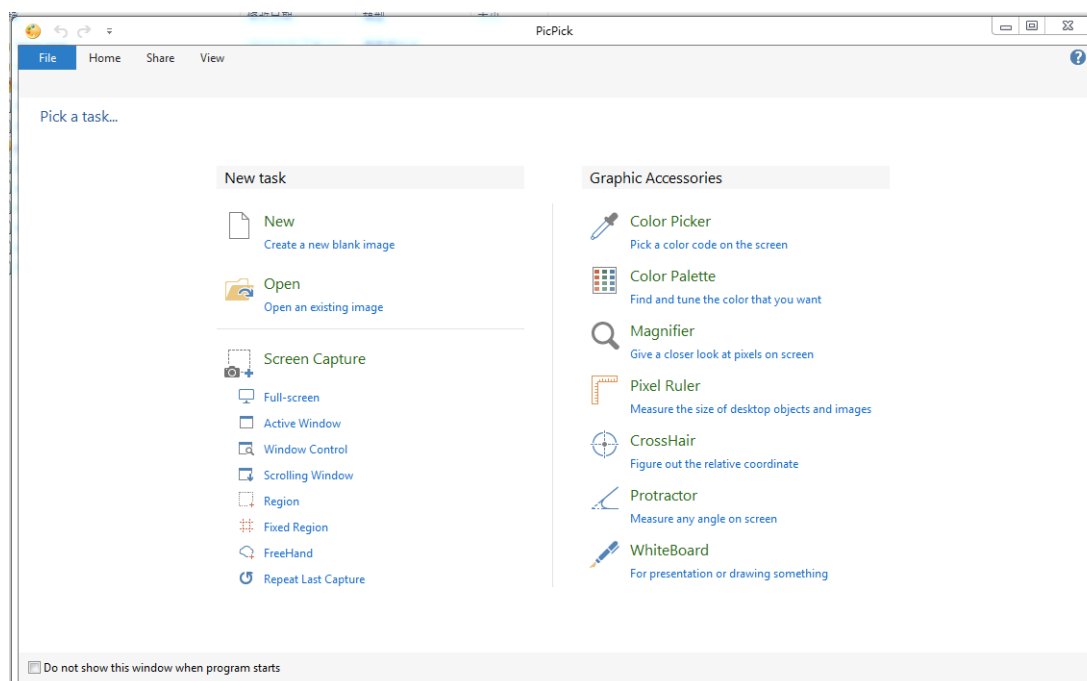 PicPick
File Home Share View
Pick a task...
New task
New
Create a new blank image
Open
Open an existing image
Screen Capture
Full-screen
Active Window
Window Control
Scrolling Window
Region
Fixed Region
FreeHand
Repeat Last Capture
Graphic Accessories
Color Picker
Pick a color code on the screen
Color Palette
Find and tune the color that you want
Magnifier
Give a closer look at pixels on screen
Pixel Ruler
Measure the size of desktop objects and images
CrossHair
Figure out the relative coordinate
Protractor
Measure any angle on screen
WhiteBoard
For presentation or drawing something
Do not show this window when program starts